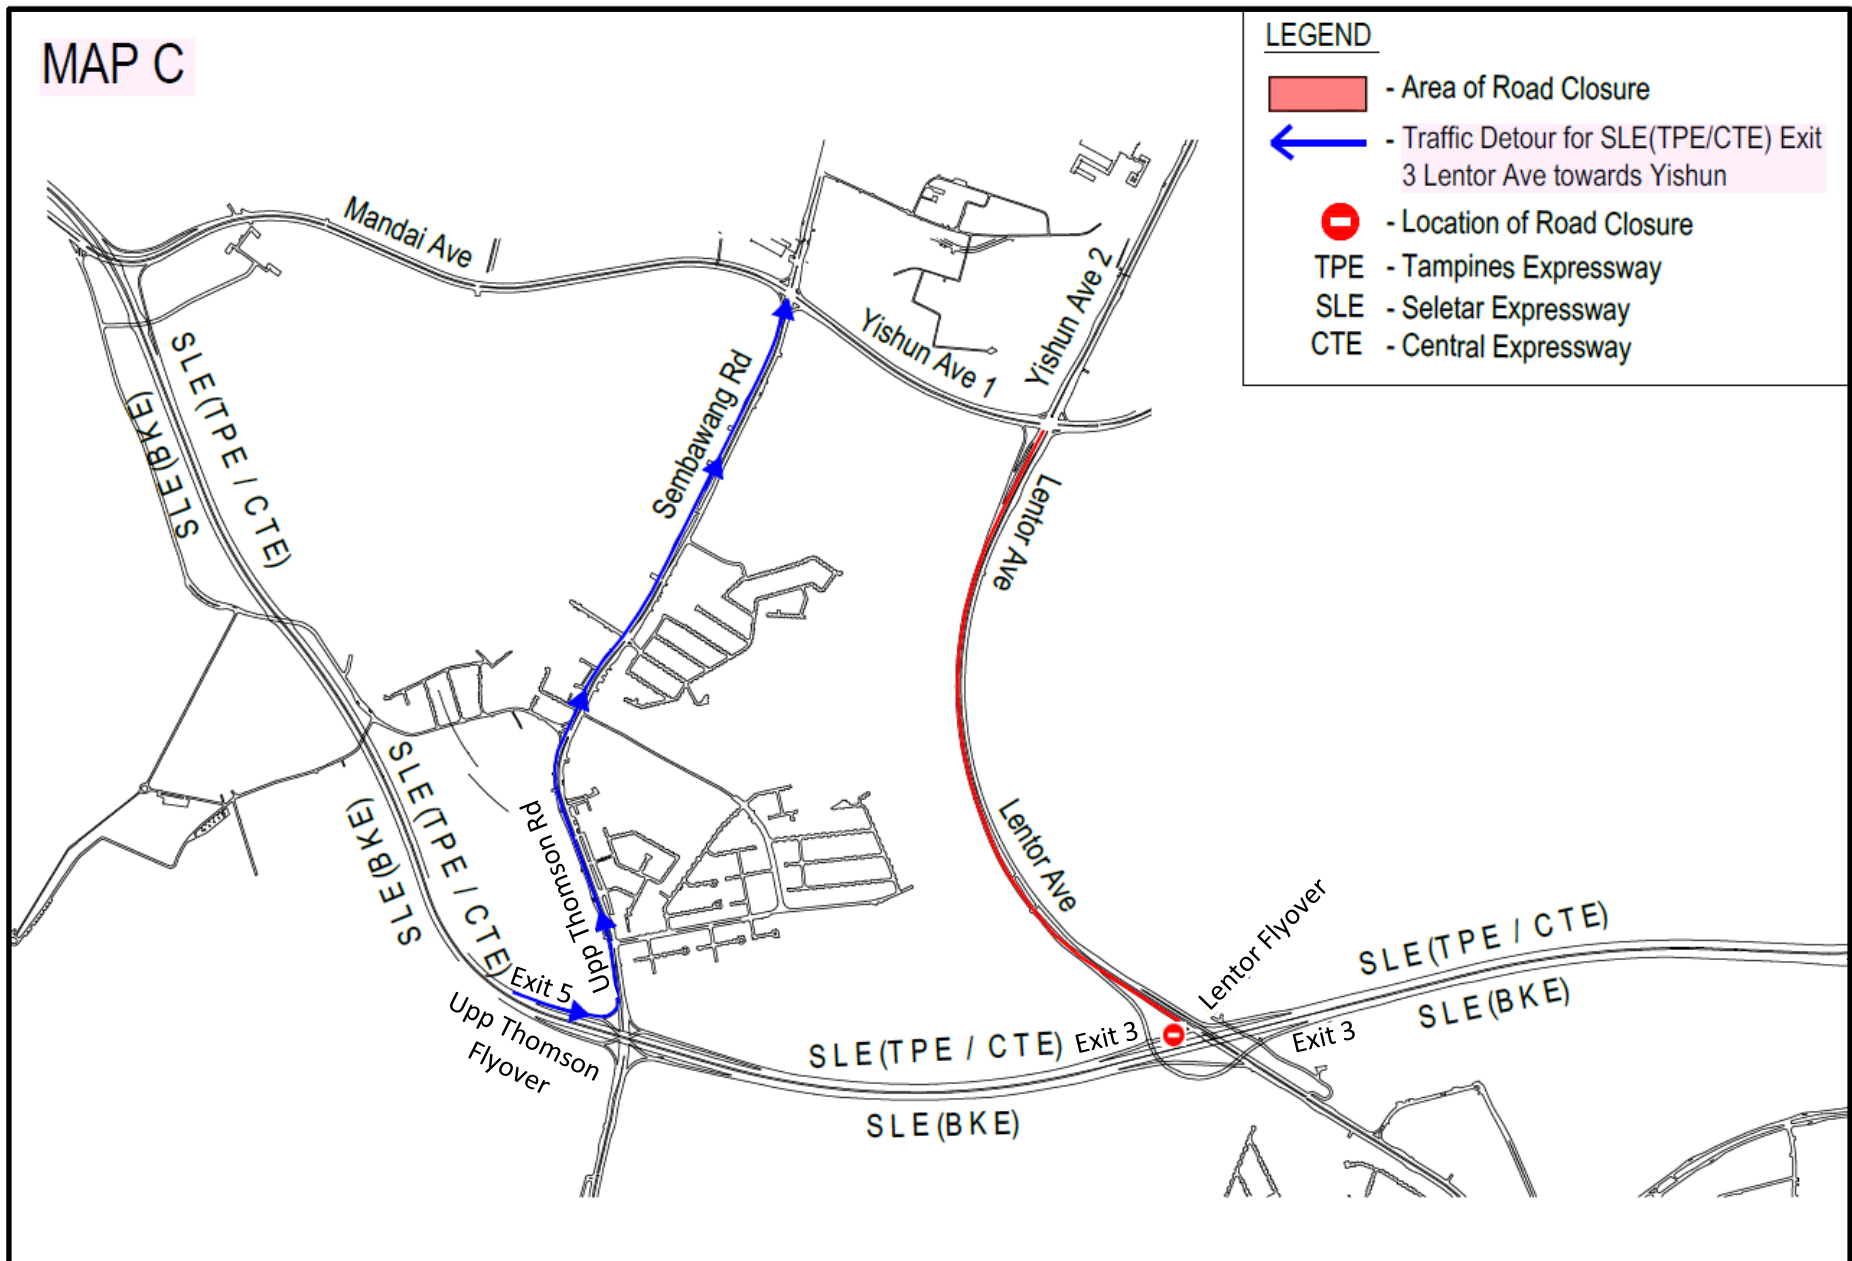 MAP C
LEGEND
- Area of Road Closure
- Traffic Detour for SLE(TPE/CTE) Exit
3 Lentor Ave towards Yishun
- Location of Road Closure
TPE - Tampines Expressway
SLE - Seletar Expressway
CTE - Central Expressway
Mandai Ave
Yishun Ave 2
Yishun Ave 1
SLE(TPE / CTE)
SLE(BKE)
Sembawang Rd
Lentor Ave
SLE(TPE / CTE)
SLE(BKE)
Upp Thomson Rd
Lentor Ave
Lentor Flyover
SLE(TPE / CTE)
SLE(BKE)
Exit 5
Upp Thomson
Flyover
SLE(TPE / CTE)
Exit 3
Exit 3
SLE(BKE)